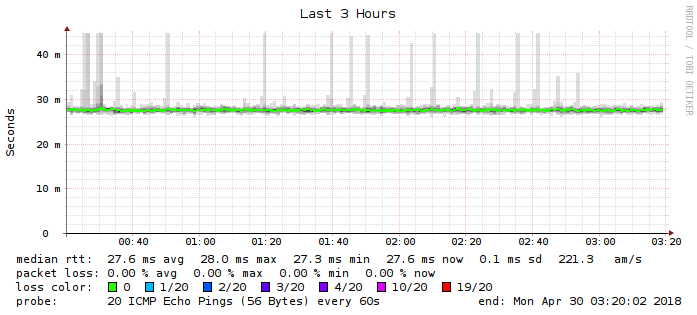 Last 3 Hours
RRDTOOL / TOBI OETIKER
Seconds
40 m
30 m
20 m
10 m
0
00:40 01:00 01:20 01:40 02:00 02:20 02:40 03:00 03:20
median rtt: 27.6 ms avg 28.0 ms max 27.3 ms min 27.6 ms now 0.1 ms sd 221.3 am/s
packet loss: 0.00 % avg 0.00 % max 0.00 % min 0.00 % now
loss color: 0 1/20 2/20 3/20 4/20 10/20 19/20
probe: 20 ICMP Echo Pings (56 Bytes) every 60s end: Mon Apr 30 03:20:02 2018